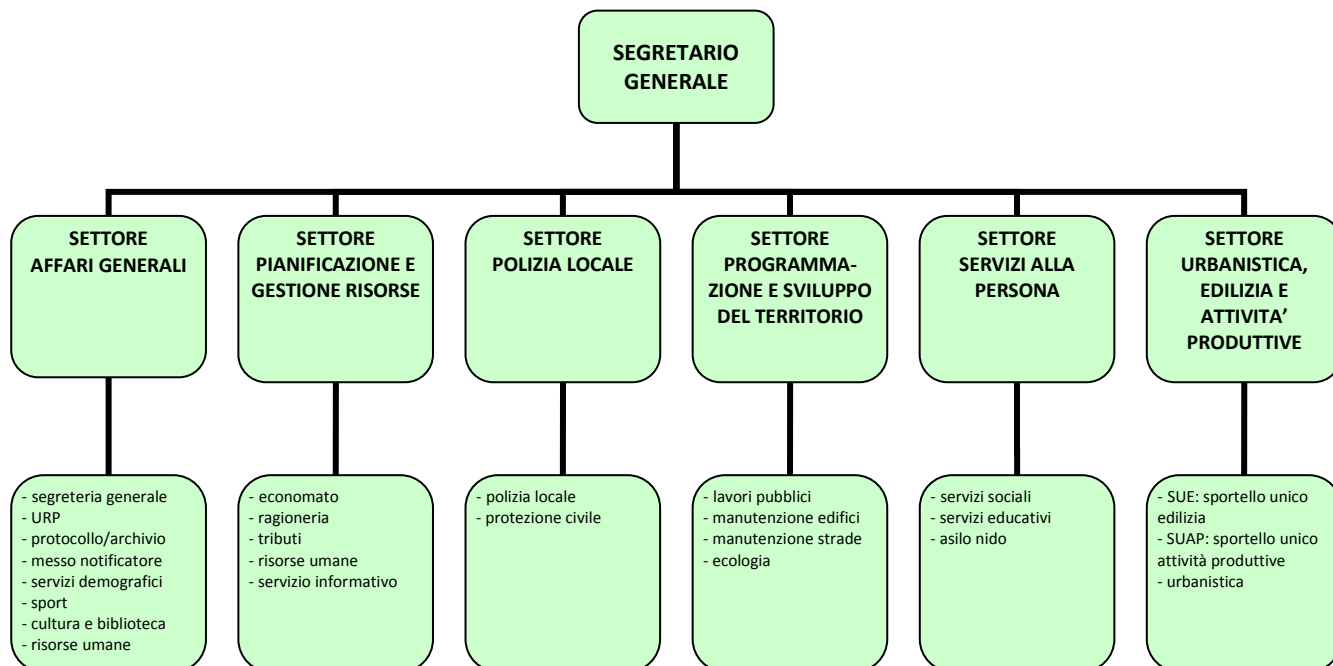 SEGRETARIO
GENERALE
SETTORE
AFFARI GENERALI
SETTORE
PIANIFICAZIONE E
GESTIONE RISORSE
SETTORE
POLIZIA LOCALE
SETTORE
PROGRAMMA-
ZIONE E SVILUPPO
DEL TERRITORIO
SETTORE
SERVIZI ALLA
PERSONA
SETTORE
URBANISTICA,
EDILIZIA E
ATTIVITA’
PRODUTTIVE
- segreteria generale
- URP
- protocollo/archivio
- messo notificatore
- servizi demografici
- sport
- cultura e biblioteca
- risorse umane
- economato
- ragioneria
- tributi
- risorse umane
- servizio informativo
- polizia locale
- protezione civile
- lavori pubblici
- manutenzione edifici
- manutenzione strade
- ecologia
- servizi sociali
- servizi educativi
- asilo nido
- SUE: sportello unico
edilizia
- SUAP: sportello unico
attività produttive
- urbanistica